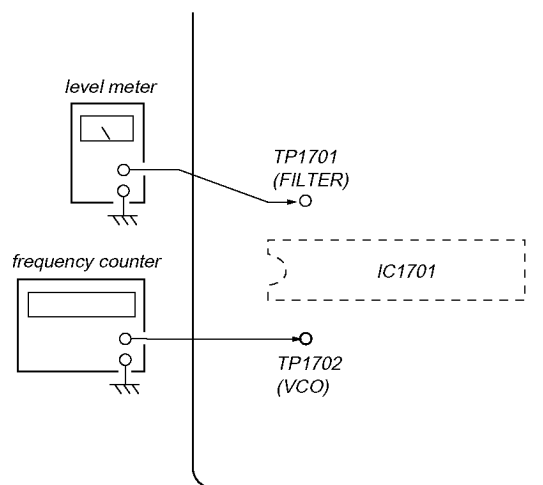 level meter
TP1701
(FILTER)
frequency counter
IC1701
TP1702
(VCO)